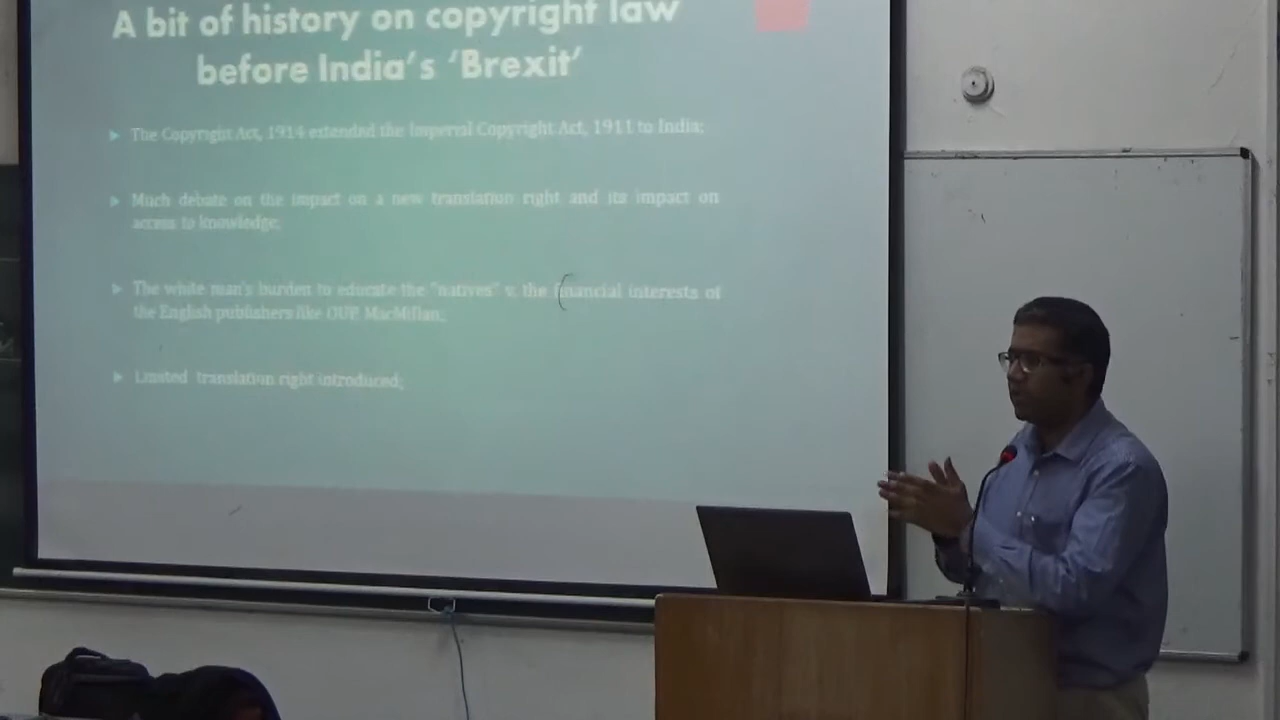 A bit of history on copyright law
before India's 'Brexit'
The Copyright Act, 1914 extended the Imperial Copyright Act, 1911 to India;
Much debate on the impact on a new translation right and its impact on
access to knowledge;
The white man's burden to educate the "natives" v. the financial interests of
the English publishers like OUP, MacMillan;
Limited translation right introduced;